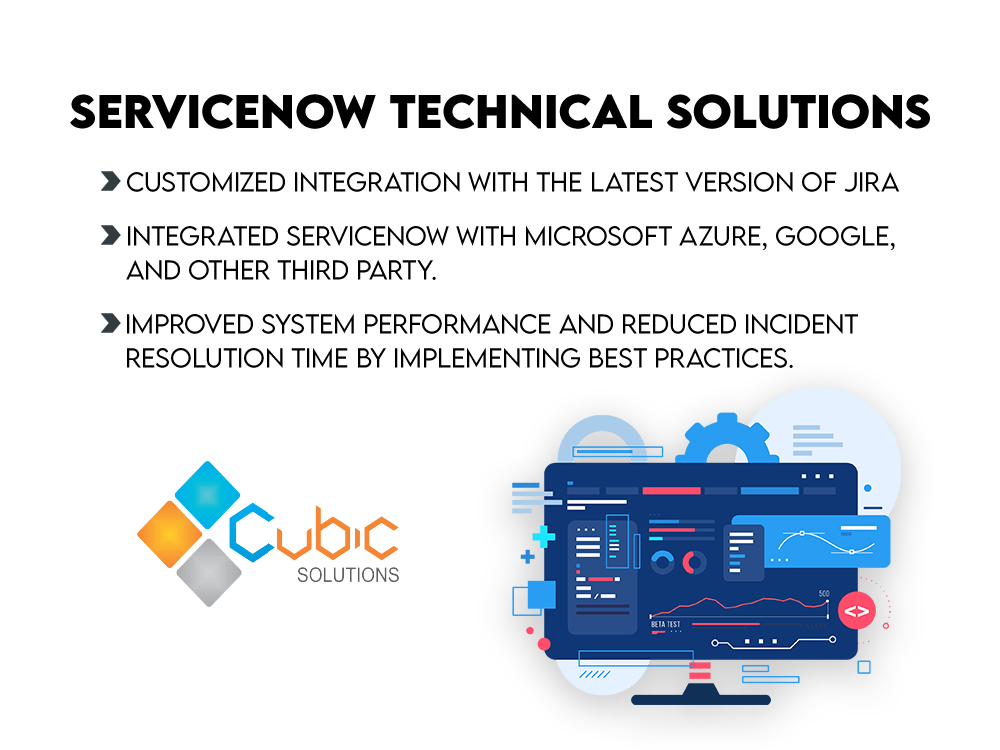 SERVICENOW TECHNICAL SOLUTIONS
CUSTOMIZED INTEGRATION WITH THE LATEST VERSION OF JIRA
INTEGRATED SERVICENOW WITH MICROSOFT AZURE, GOOGLE,
AND OTHER THIRD PARTY.
IMPROVED SYSTEM PERFORMANCE AND REDUCED INCIDENT
RESOLUTION TIME BY IMPLEMENTING BEST PRACTICES.
Cubic
SOLUTIONS
500
<>
BETA TEST